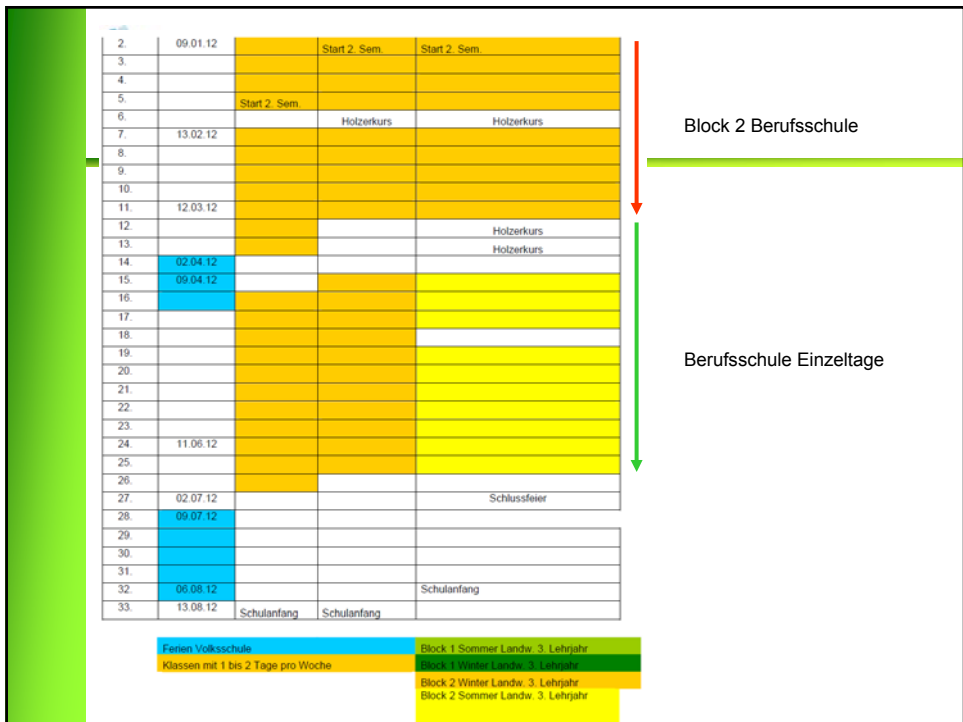 2. 09.01.12 Start 2. Sem. Start 2. Sem.
3.
4.
5. Start 2. Sem.
6. Holzerkurs Holzerkurs
7. 13.02.12
8.
9.
10.
11. 12.03.12
12. Holzerkurs
13. Holzerkurs
14. 02.04.12
15. 09.04.12
16.
17.
18.
19.
20.
21.
22.
23.
24. 11.06.12
25.
26.
27. 02.07.12 Schlussfeier
28. 09.07.12
29.
30.
31.
32. 06.08.12 Schulanfang
33. 13.08.12 Schulanfang Schulanfang
Block 2 Berufsschule
Berufsschule Einzeltage
Ferien Volksschule Block 1 Sommer Landw. 3. Lehrjahr
Klassen mit 1 bis 2 Tage pro Woche Block 1 Winter Landw. 3. Lehrjahr
Block 2 Winter Landw. 3. Lehrjahr
Block 2 Sommer Landw. 3. Lehrjahr